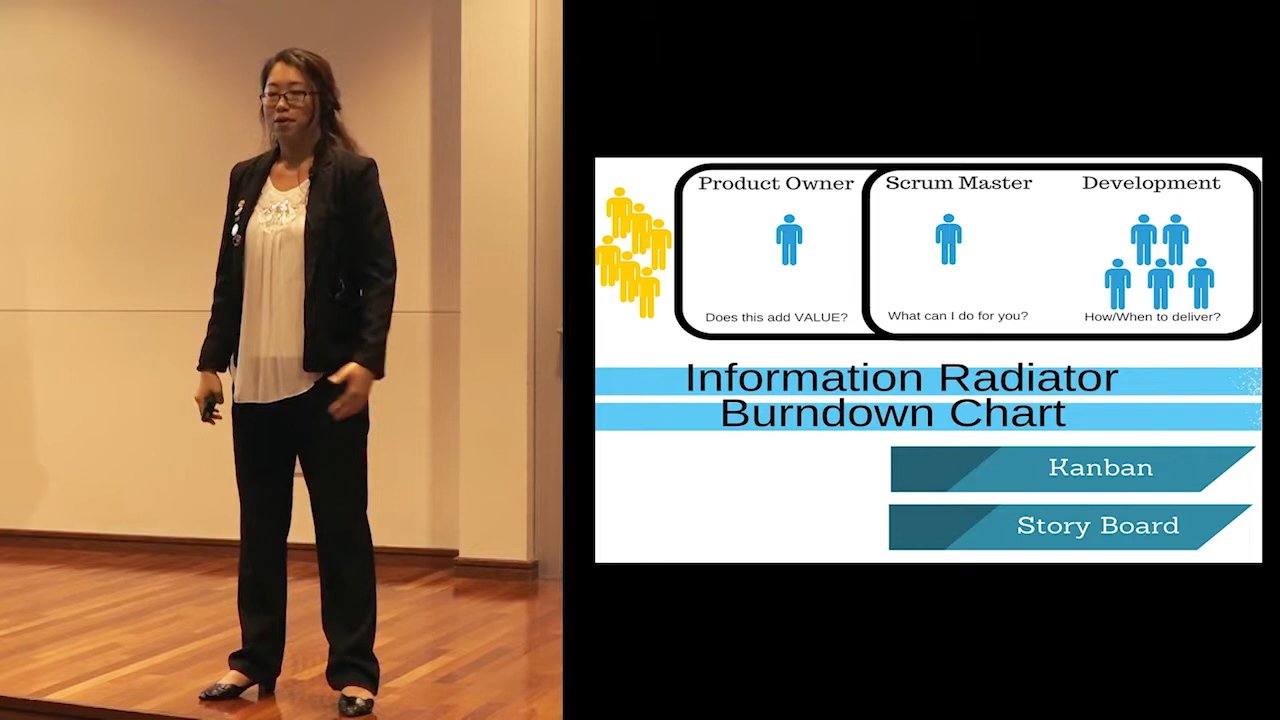 Product Owner
Scrum Master
Development
Does this add VALUE?
What can I do for you?
How/When to deliver?
Information Radiator
Burndown Chart
Kanban
Story Board